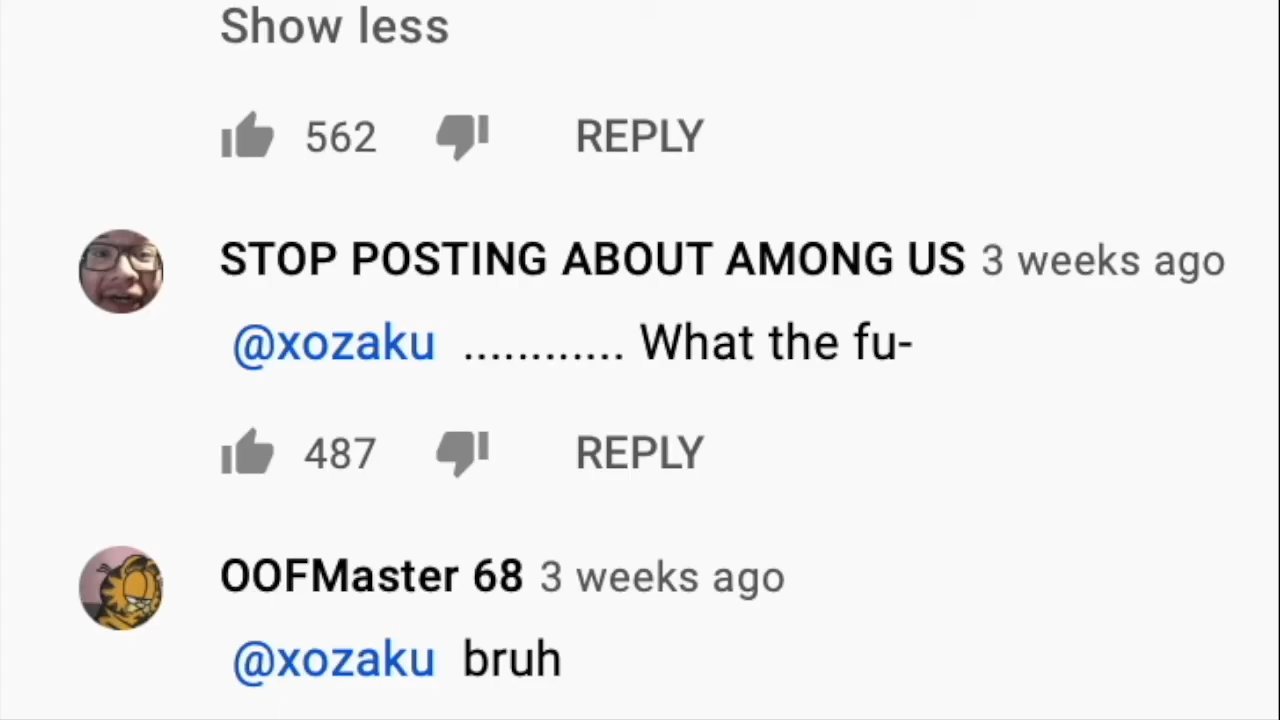 Show less
562 REPLY
STOP POSTING ABOUT AMONG US 3 weeks ago
@xozaku ............ What the fu-
487 REPLY
OOFMaster 68 3 weeks ago
@xozaku bruh